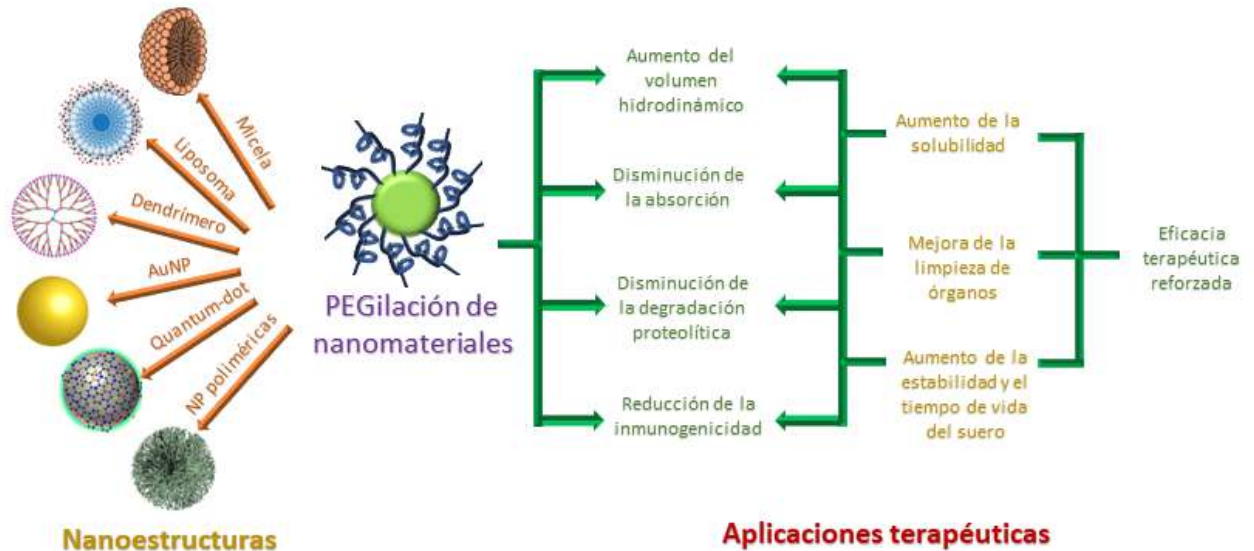 Micela
Liposoma
Dendrímero
AuNP
Quantum-dot
NP poliméricas
Nanoestructuras
PEGilación de
nanomateriales
Aumento del
volumen
hidrodinámico
Disminución de
la absorción
Disminución de
la degradación
proteolítica
Reducción de la
inmunogenicidad
Aumento de la
solubilidad
Mejora de la
limpieza de
órganos
Aumento de la
estabilidad y el
tiempo de vida
del suero
Eficacia
terapéutica
reforzada
Aplicaciones terapéuticas